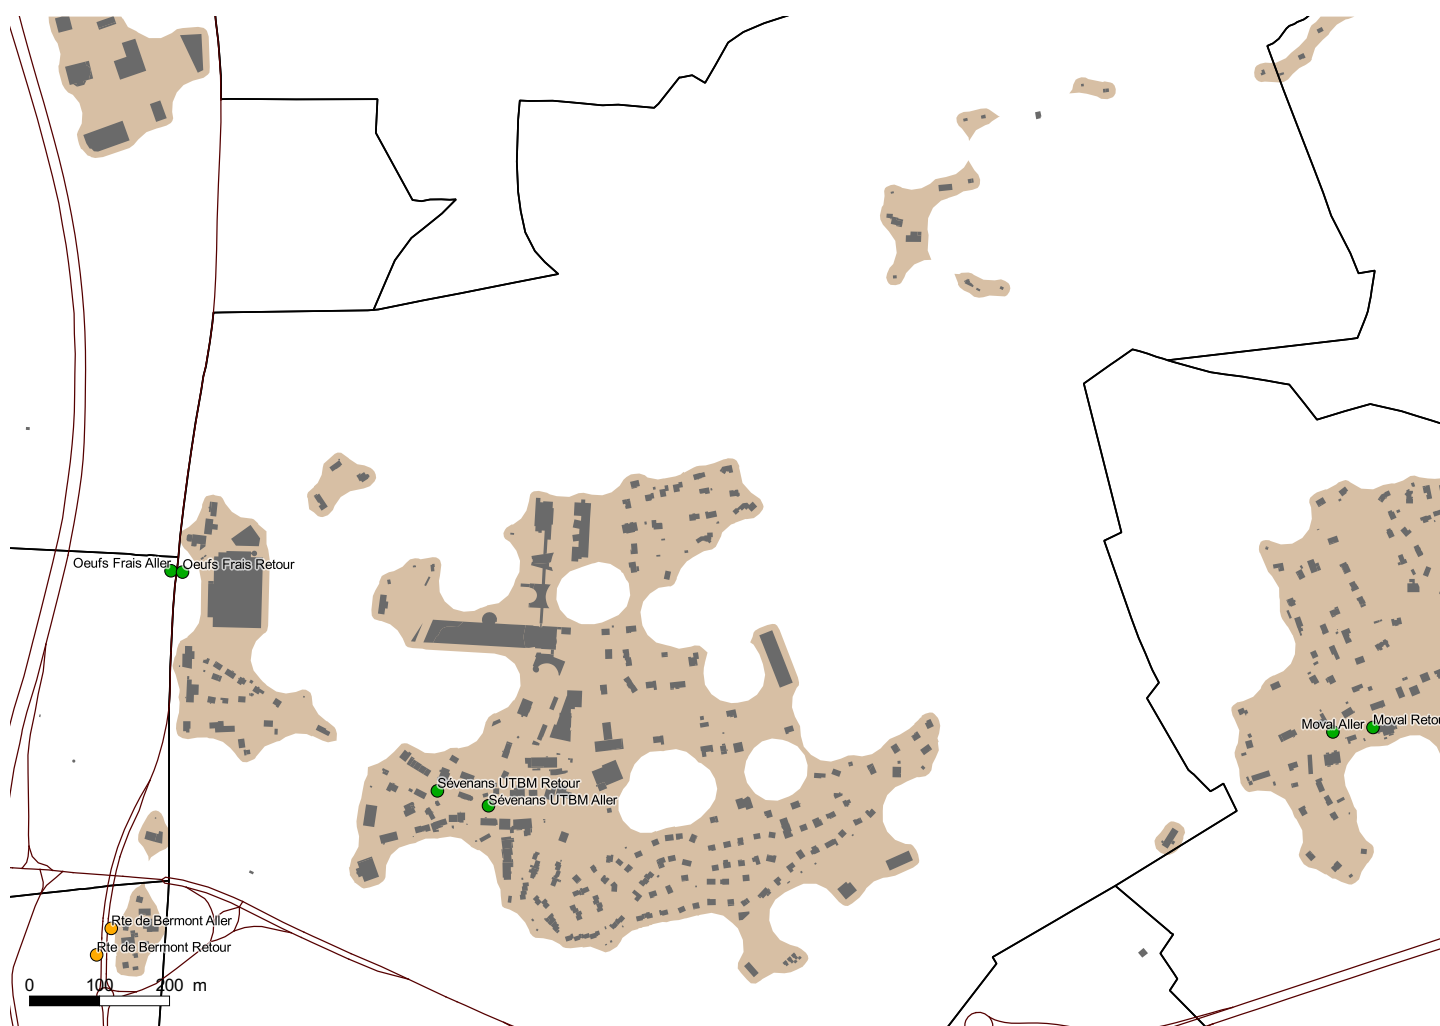 Oeufs Frais Aller
Oeufs Frais Retour
Moval Aller
Moval Retou
Sévenans UTBM Retour
Sévenans UTBM Aller
Rte de Bermont Aller
Rte de Bermont Retour
0 100 200 m